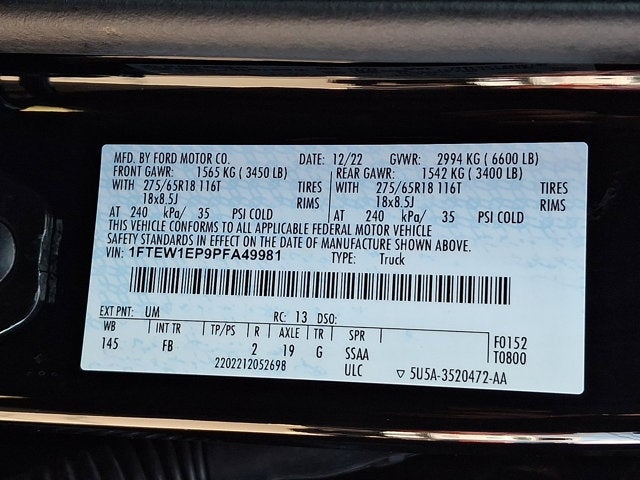 MFD. BY FORD MOTOR CO. DATE: 12/22 GVWR: 2994 KG ( 6600 LB)
FRONT GAWR: 1565 KG ( 3450 LB) REAR GAWR: 1542 KG ( 3400 LB)
WITH 275/65R18 116T TIRES WITH 275/65R18 116T TIRES
18x8.5J RIMS 18x8.5J RIMS
AT 240 kPa/ 35 PSI COLD AT 240 kPa/ 35 PSI COLD
THIS VEHICLE CONFORMS TO ALL APPLICABLE FEDERAL MOTOR VEHICLE
SAFETY STANDARDS IN EFFECT ON THE DATE OF MANUFACTURE SHOWN ABOVE.
VIN: 1FTEW1EP9PFA49981 TYPE: Truck
EXT PNT: UM RC: 13 DSO:
WB INT TR TP/PS R AXLE TR SPR F0152
145 FB 2 19 G SSAA T0800
2202212052698 ULC 5U5A-3520472-AA